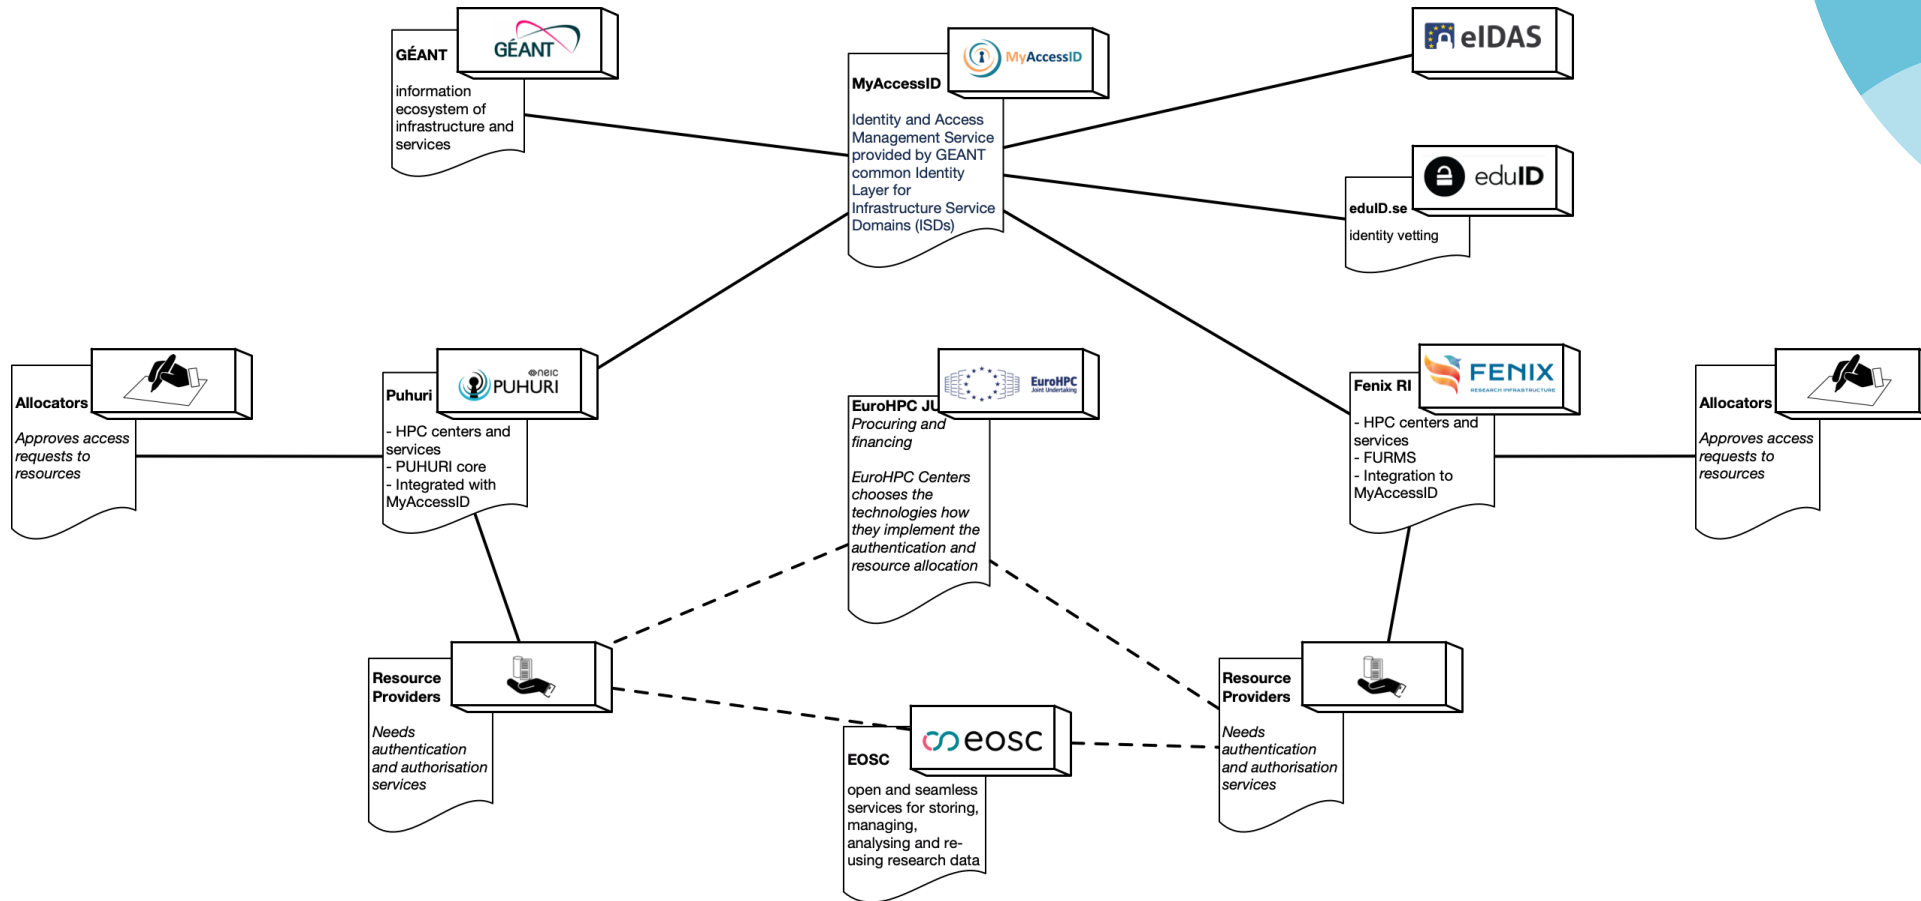 GÉANT
GÉANT
information
ecosystem of
infrastructure and
services
MyAccessID
MyAccessID
Identity and Access
Management Service
provided by GEANT
common Identity
Layer for
Infrastructure Service
Domains (ISDs)
eIDAS
eduID
eduID.se
identity vetting
Allocators
Approves access
requests to
resources
neic
PUHURI
Puhuri
- HPC centers and
services
- PUHURI core
- Integrated with
MyAccessID
EuroHPC
Joint Undertaking
EuroHPC JU
Procuring and
financing
EuroHPC Centers
chooses the
technologies how
they implement the
authentication and
resource allocation
FENIX
RESEARCH INFRASTRUCTURE
Fenix RI
- HPC centers and
services
- FURMS
- Integration to
MyAccessID
Allocators
Approves access
requests to
resources
Resource
Providers
Needs
authentication
and authorisation
services
eosc
EOSC
open and seamless
services for storing,
managing,
analysing and re-
using research data
Resource
Providers
Needs
authentication
and authorisation
services